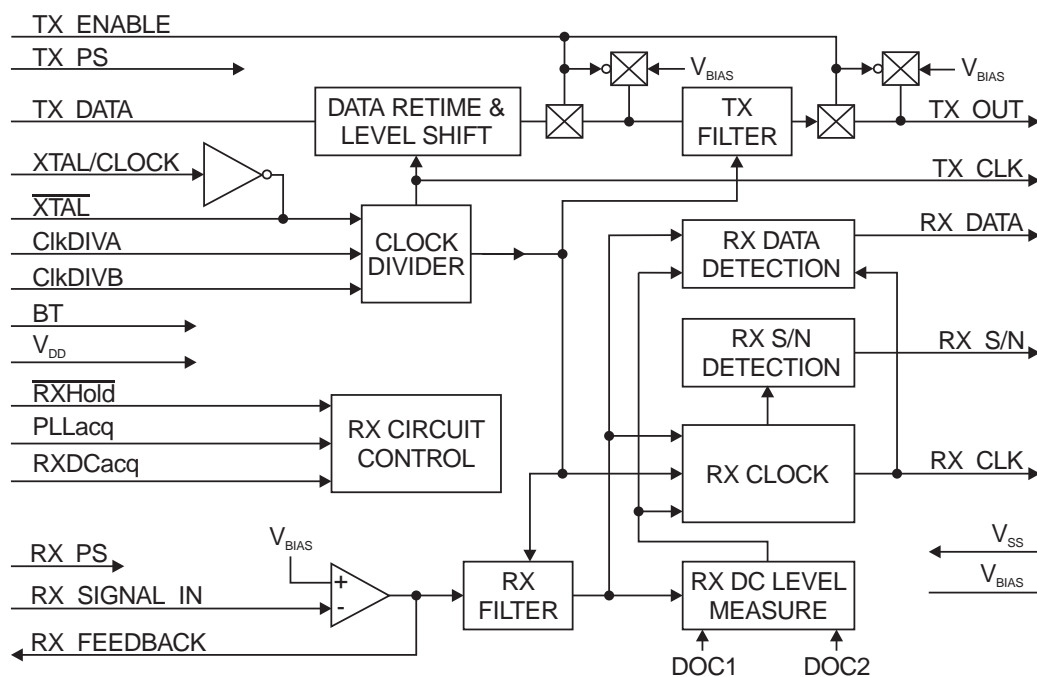 TX ENABLE
TX PS
V_BIAS
V_BIAS
TX DATA
DATA RETIME &
LEVEL SHIFT
TX
FILTER
TX OUT
XTAL/CLOCK
TX CLK
XTAL
ClkDIVA
ClkDIVB
CLOCK
DIVIDER
RX DATA
DETECTION
RX DATA
BT
V_DD
RX S/N
DETECTION
RX S/N
RXHold
PLLacq
RXDCacq
RX CIRCUIT
CONTROL
RX CLOCK
RX CLK
V_SS
V_BIAS
V_BIAS
RX PS
RX SIGNAL IN
RX FEEDBACK
+
-
RX
FILTER
RX DC LEVEL
MEASURE
DOC1
DOC2